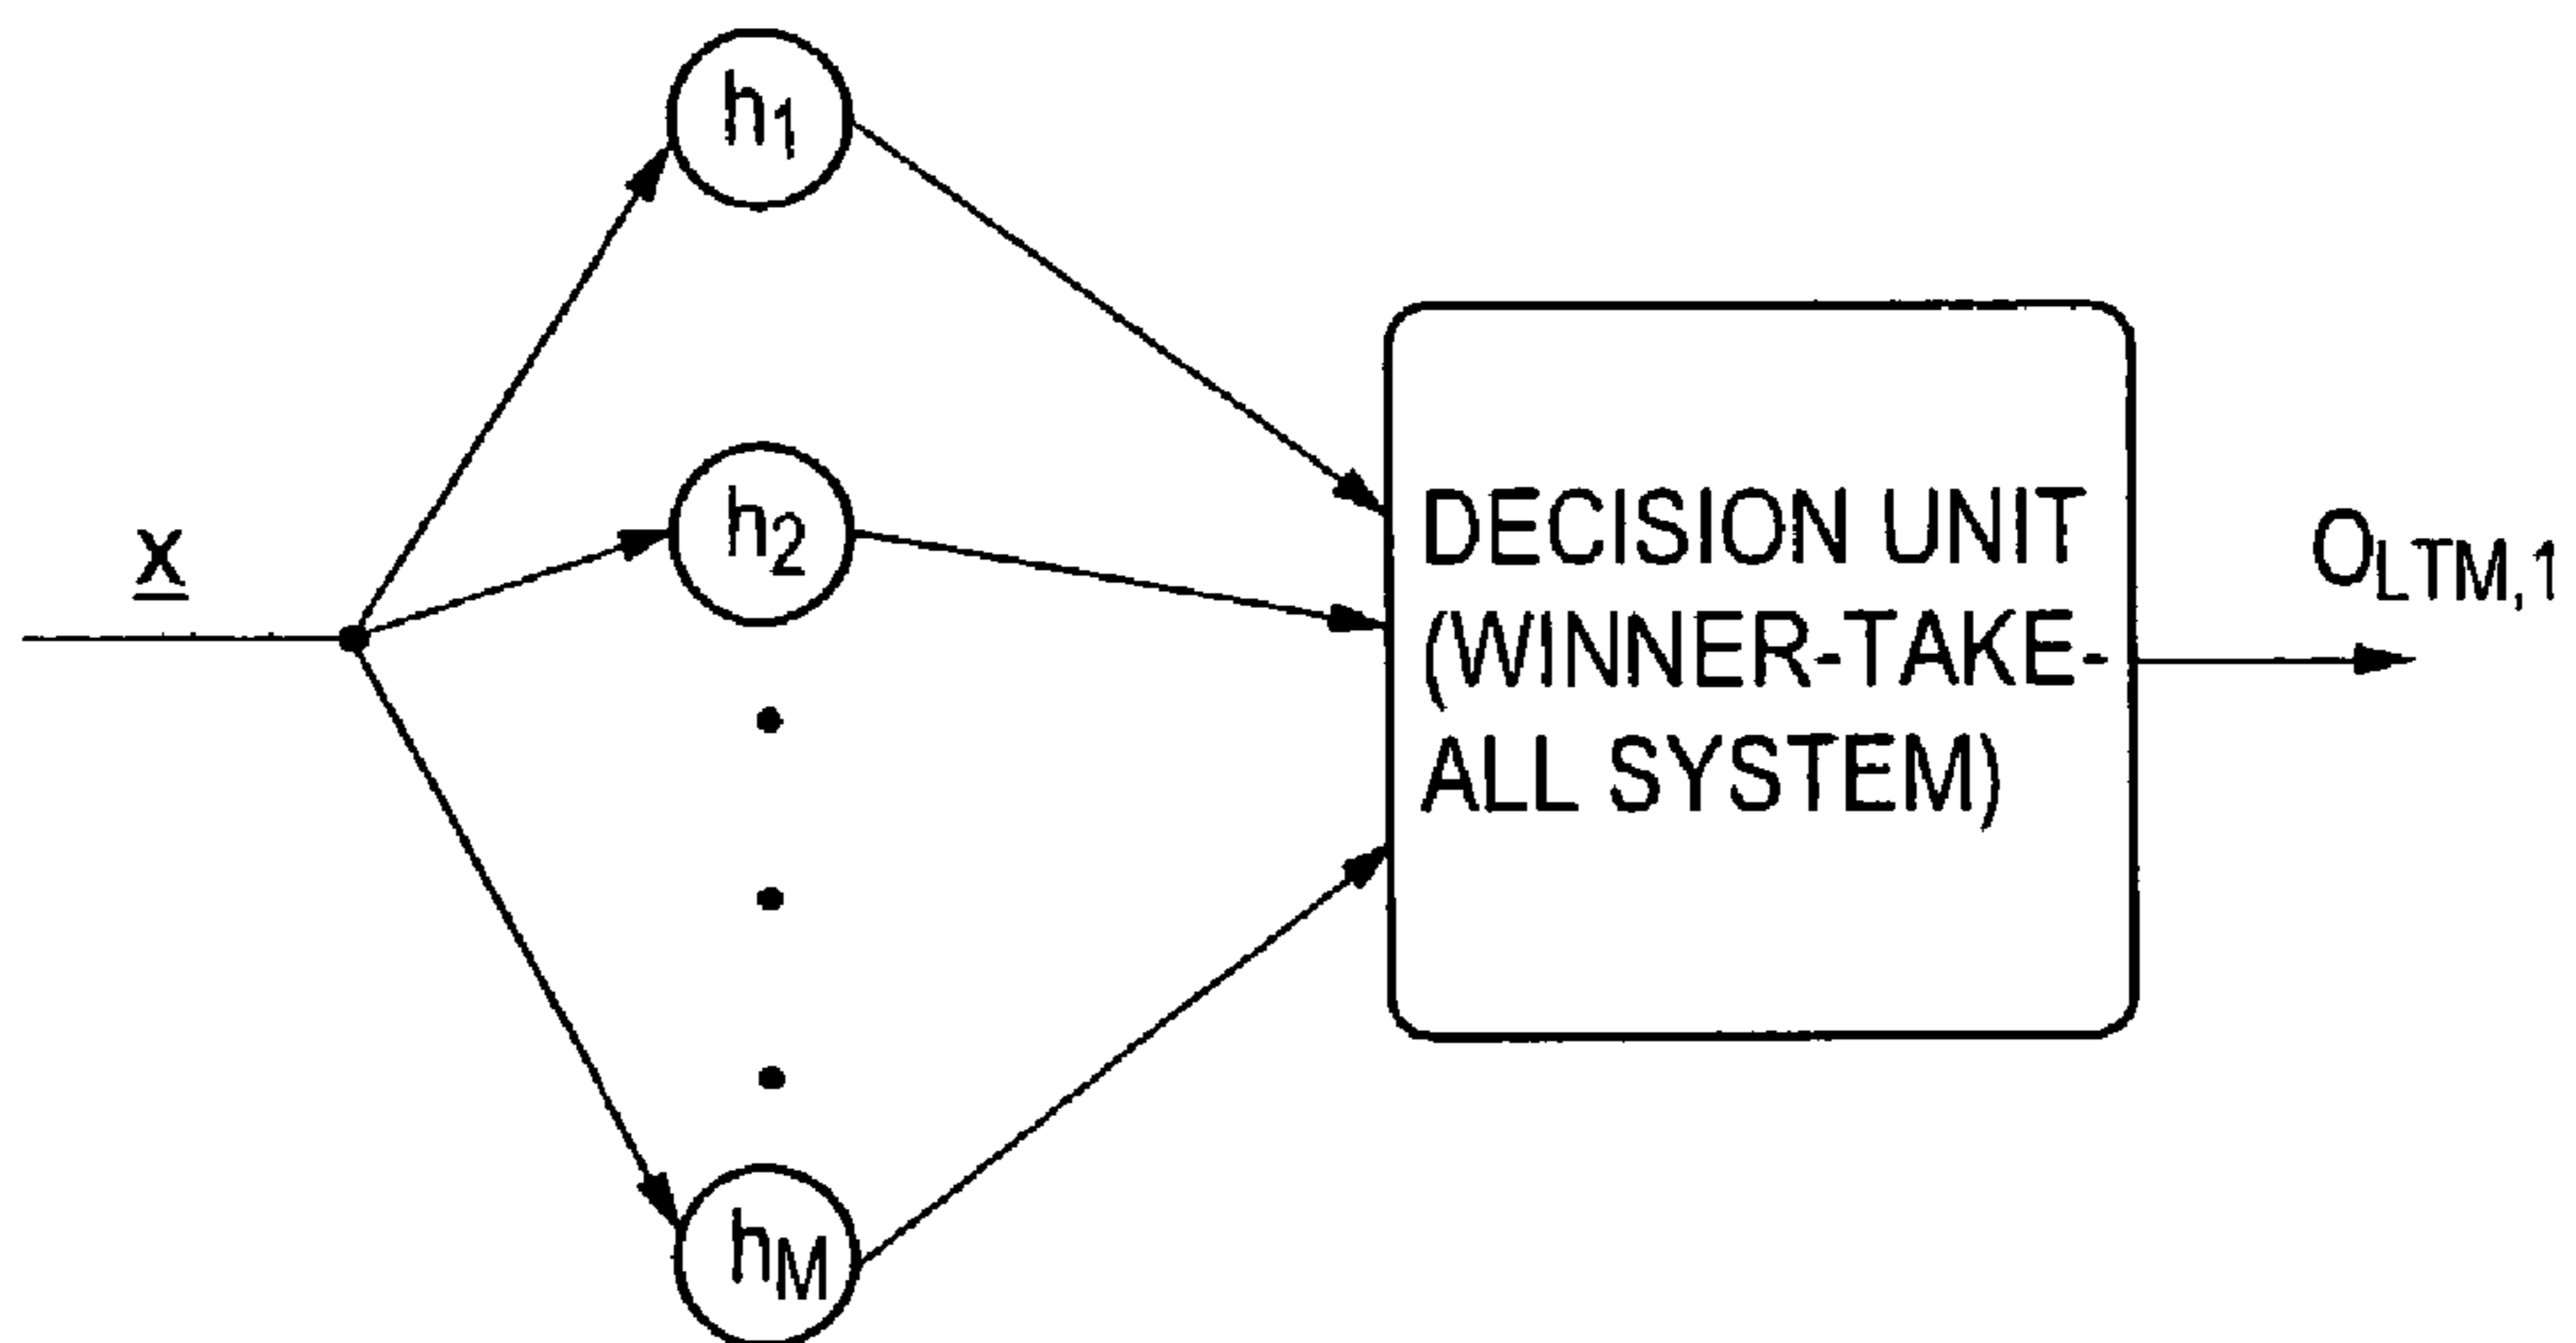 h1
x
h2
DECISION UNIT
(WINNER-TAKE-
ALL SYSTEM)
OLTM,1
hM